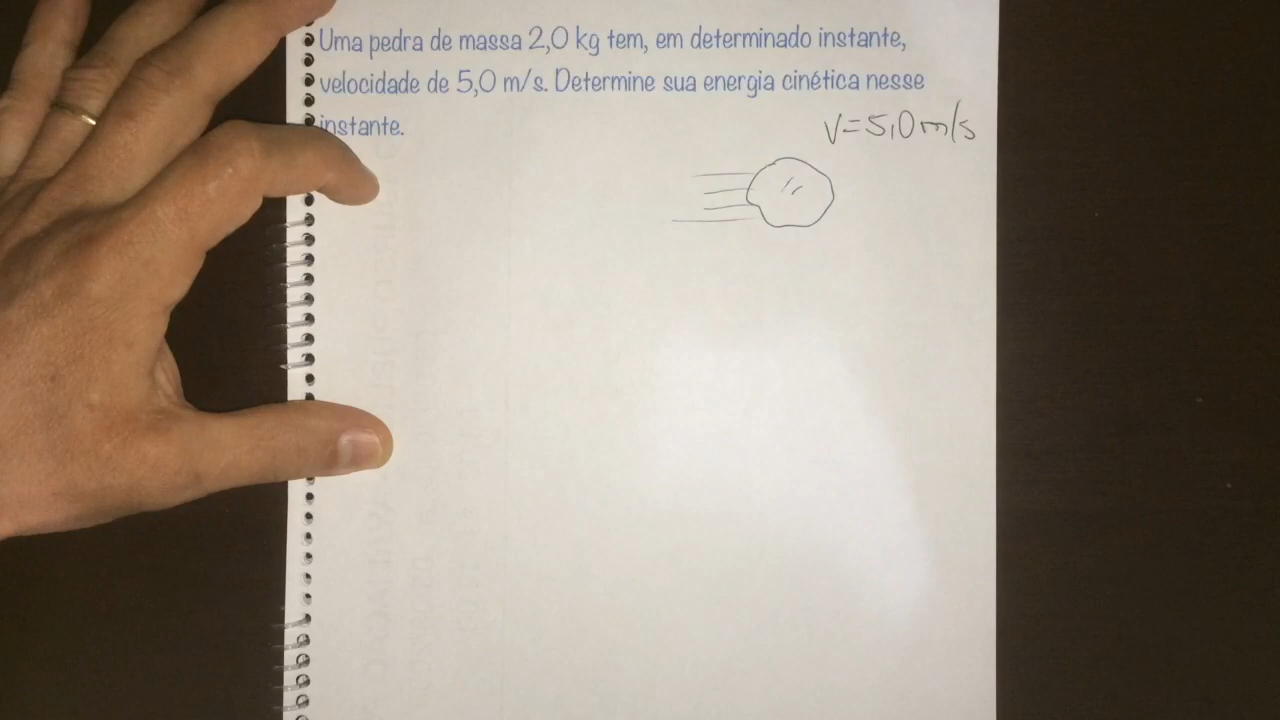 Uma pedra de massa 2,0 kg tem, em determinado instante,
velocidade de 5,0 m/s. Determine sua energia cinética nesse
instante.
V=5,0 m/s